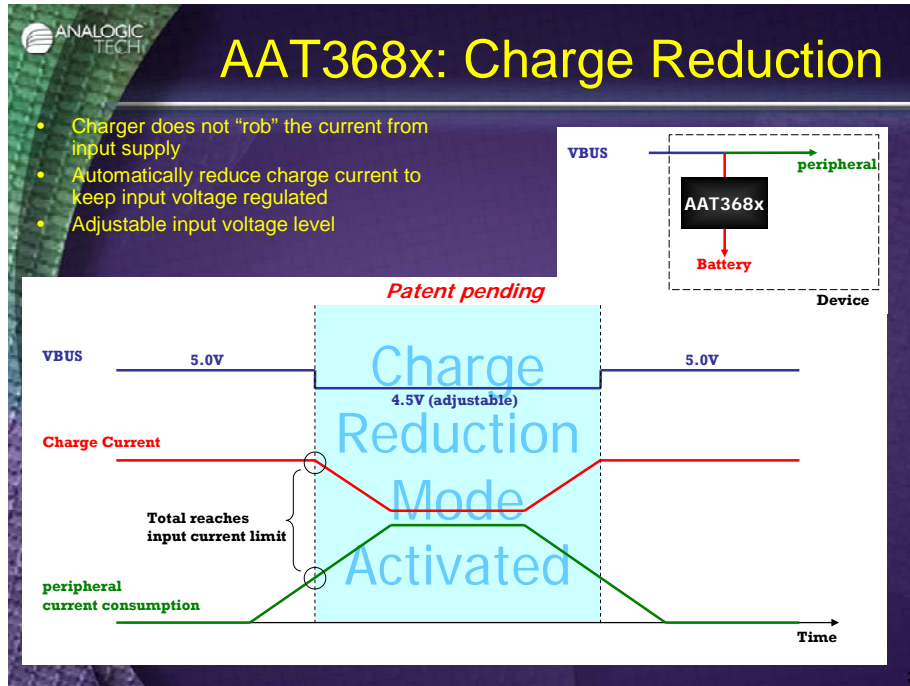 ANALOGIC
TECH
AAT368x: Charge Reduction
• Charger does not “rob” the current from
input supply
• Automatically reduce charge current to
keep input voltage regulated
• Adjustable input voltage level
VBUS
peripheral
AAT368x
Battery
Device
Patent pending
VBUS
5.0V
5.0V
4.5V (adjustable)
Charge
Reduction
Mode
Activated
Charge Current
Total reaches
input current limit
peripheral
current consumption
Time